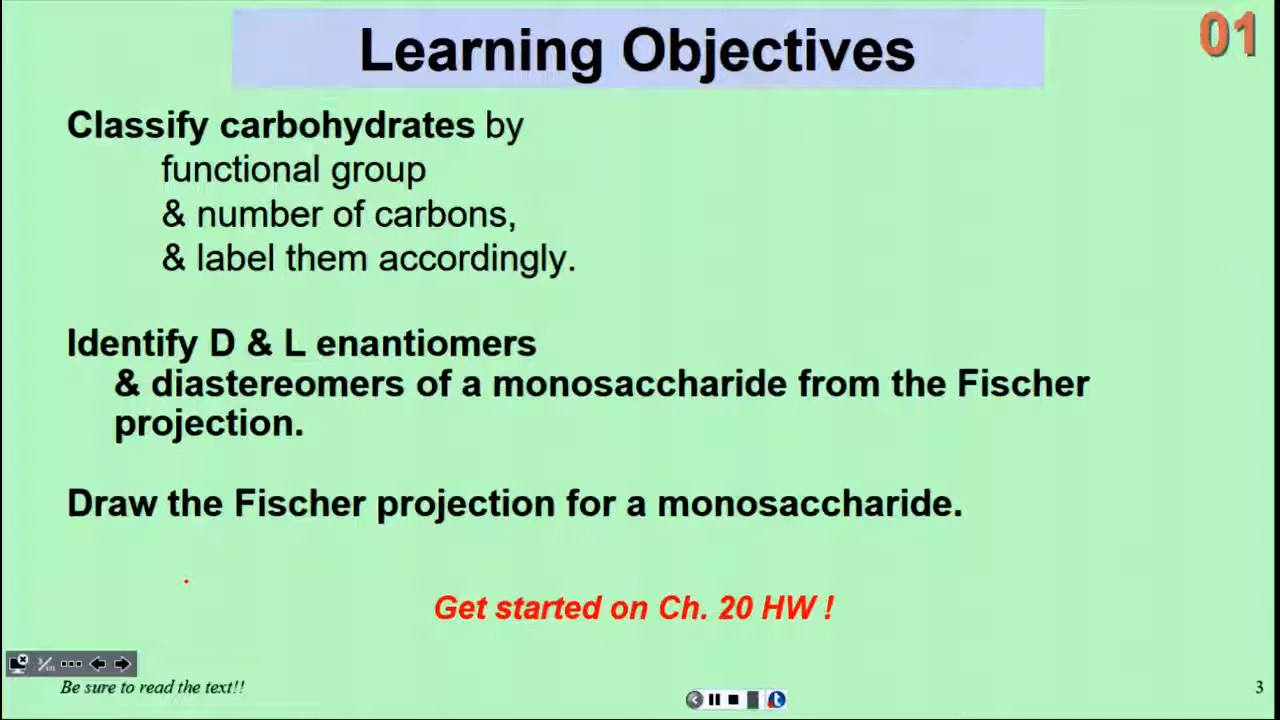 Learning Objectives
01
Classify carbohydrates by
functional group
& number of carbons,
& label them accordingly.
Identify D & L enantiomers
& diastereomers of a monosaccharide from the Fischer
projection.
Draw the Fischer projection for a monosaccharide.
Get started on Ch. 20 HW !
Be sure to read the text!!
3